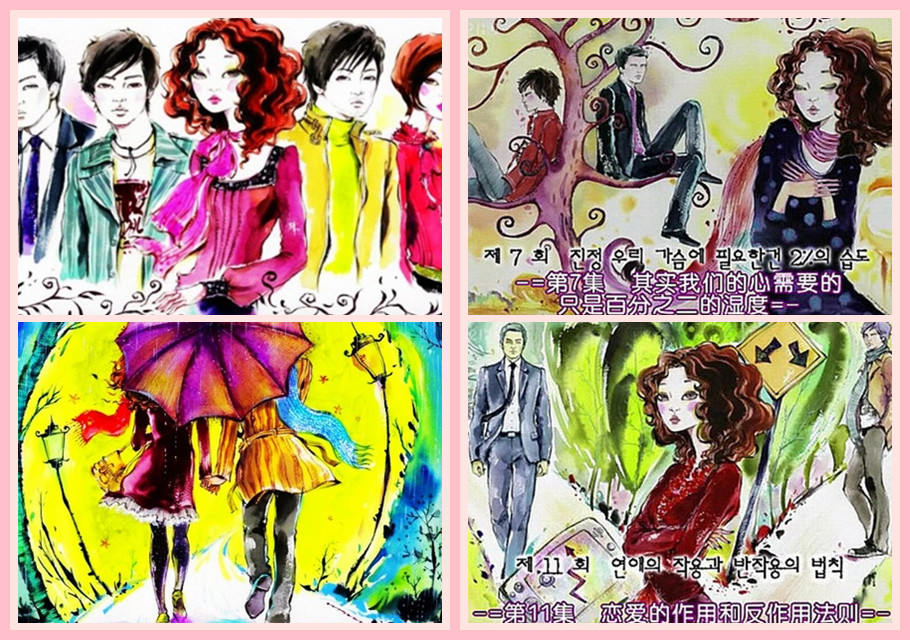 제 7 회 진정 우리 가슴에 필요한건 2%의 습도
--=第7集 其实我们的心需要的
只是百分之二的湿度=--
제 11 회 연애의 작용과 반작용의 법칙
--=第11集 恋爱的作用和反作用法则=--